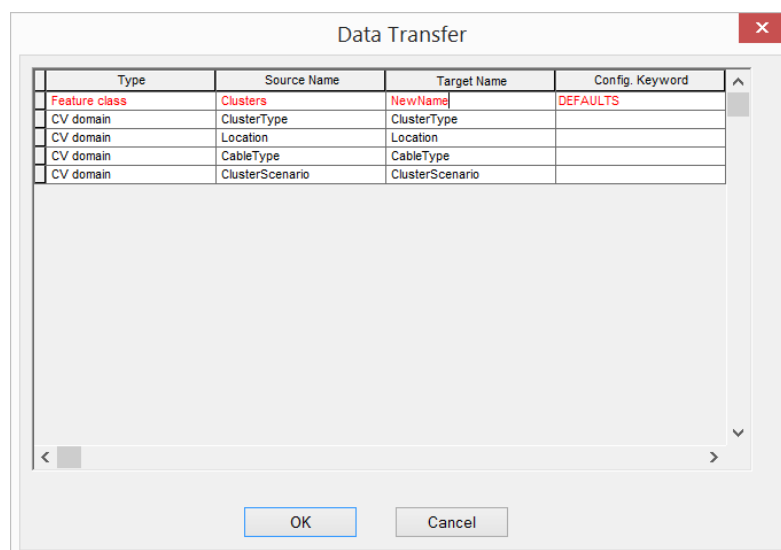 Data Transfer
Type Source Name Target Name Config. Keyword
Feature class Clusters NewName DEFAULTS
CV domain ClusterType ClusterType
CV domain Location Location
CV domain CableType CableType
CV domain ClusterScenario ClusterScenario
OK Cancel